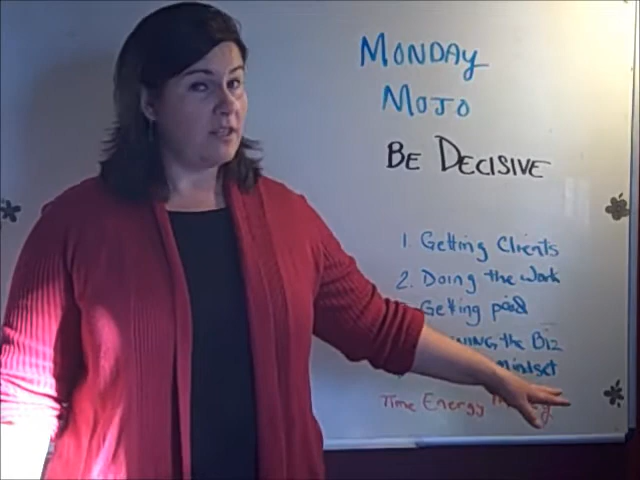 Monday
Mojo
Be Decisive
1. Getting Clients
2. Doing the Work
Getting paid
the Biz
Mindset
Time Energy